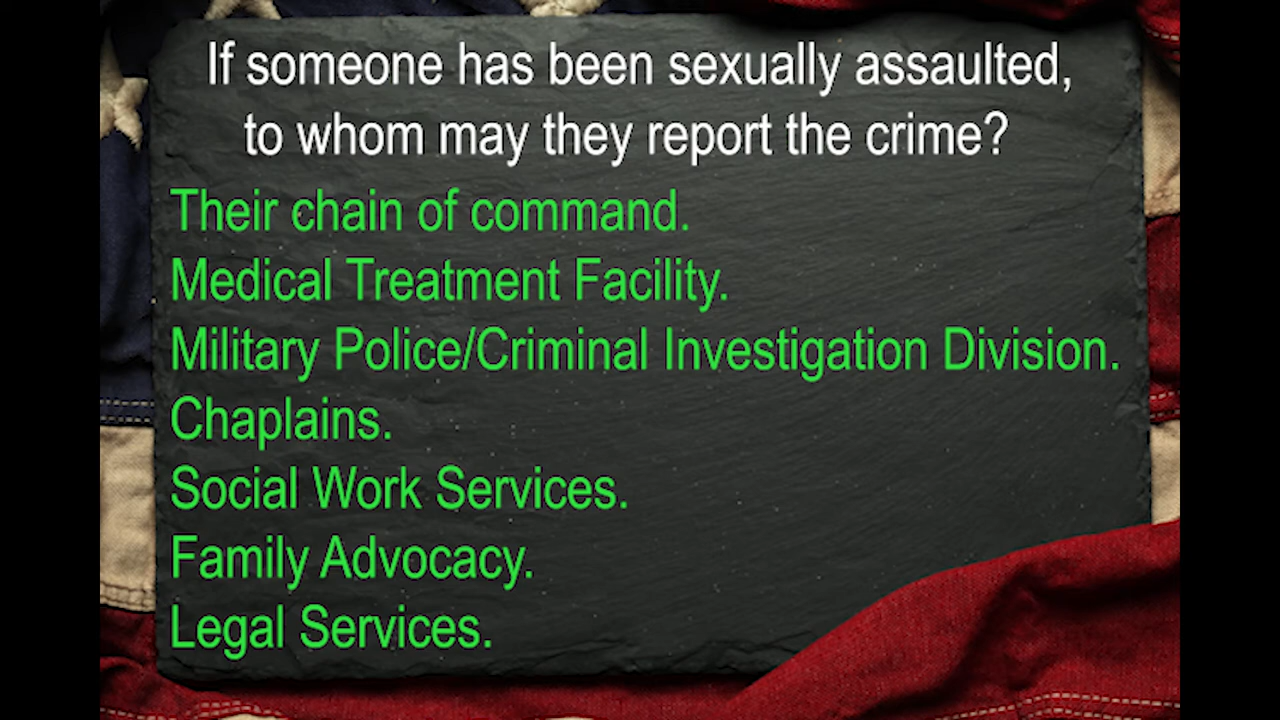 If someone has been sexually assaulted,
to whom may they report the crime?
Their chain of command.
Medical Treatment Facility.
Military Police/Criminal Investigation Division.
Chaplains.
Social Work Services.
Family Advocacy.
Legal Services.